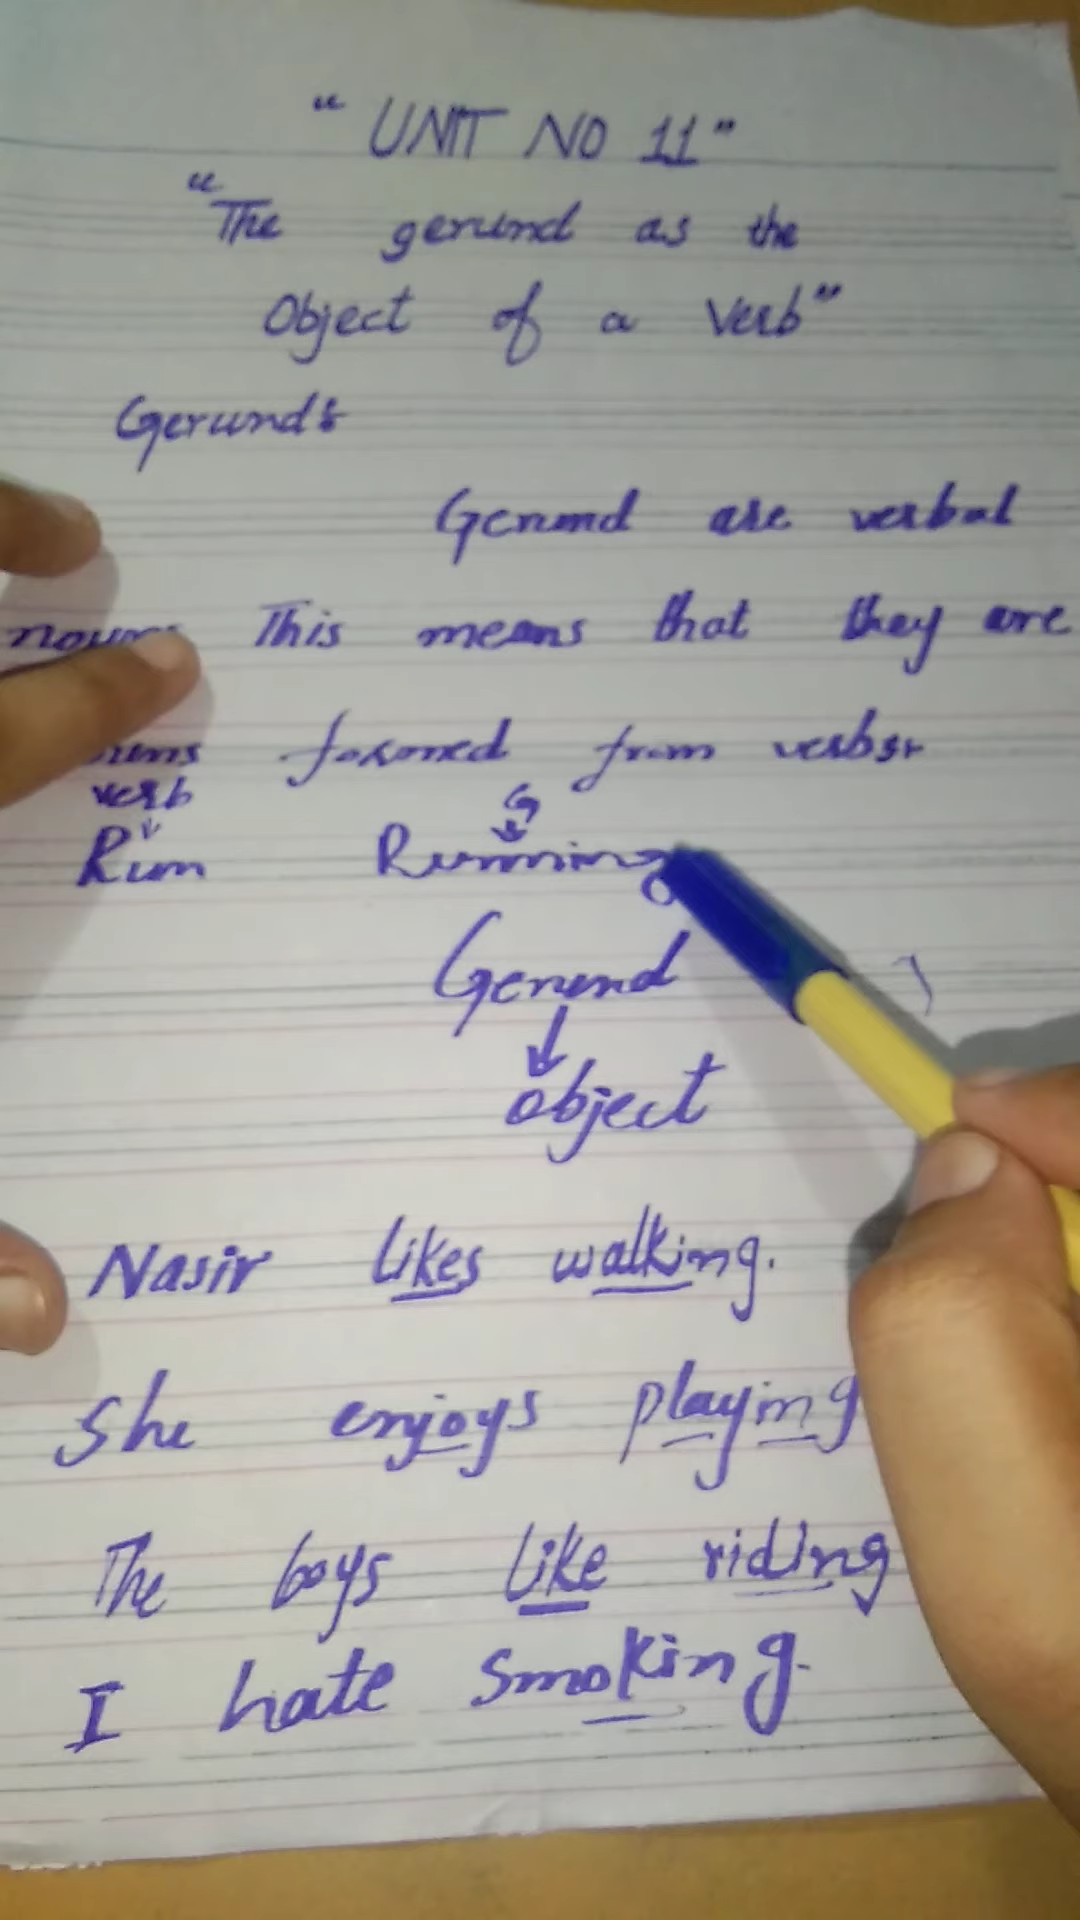 “ UNIT NO 11”
“The gerund as the
Object of a Verb”
Gerunds
Gerund are verbal
nouns This means that they are
formed from verbs.
verb G
Run Running
Gerund
object
Nasir likes walking.
She enjoys playing
The boys like riding
I hate smoking.